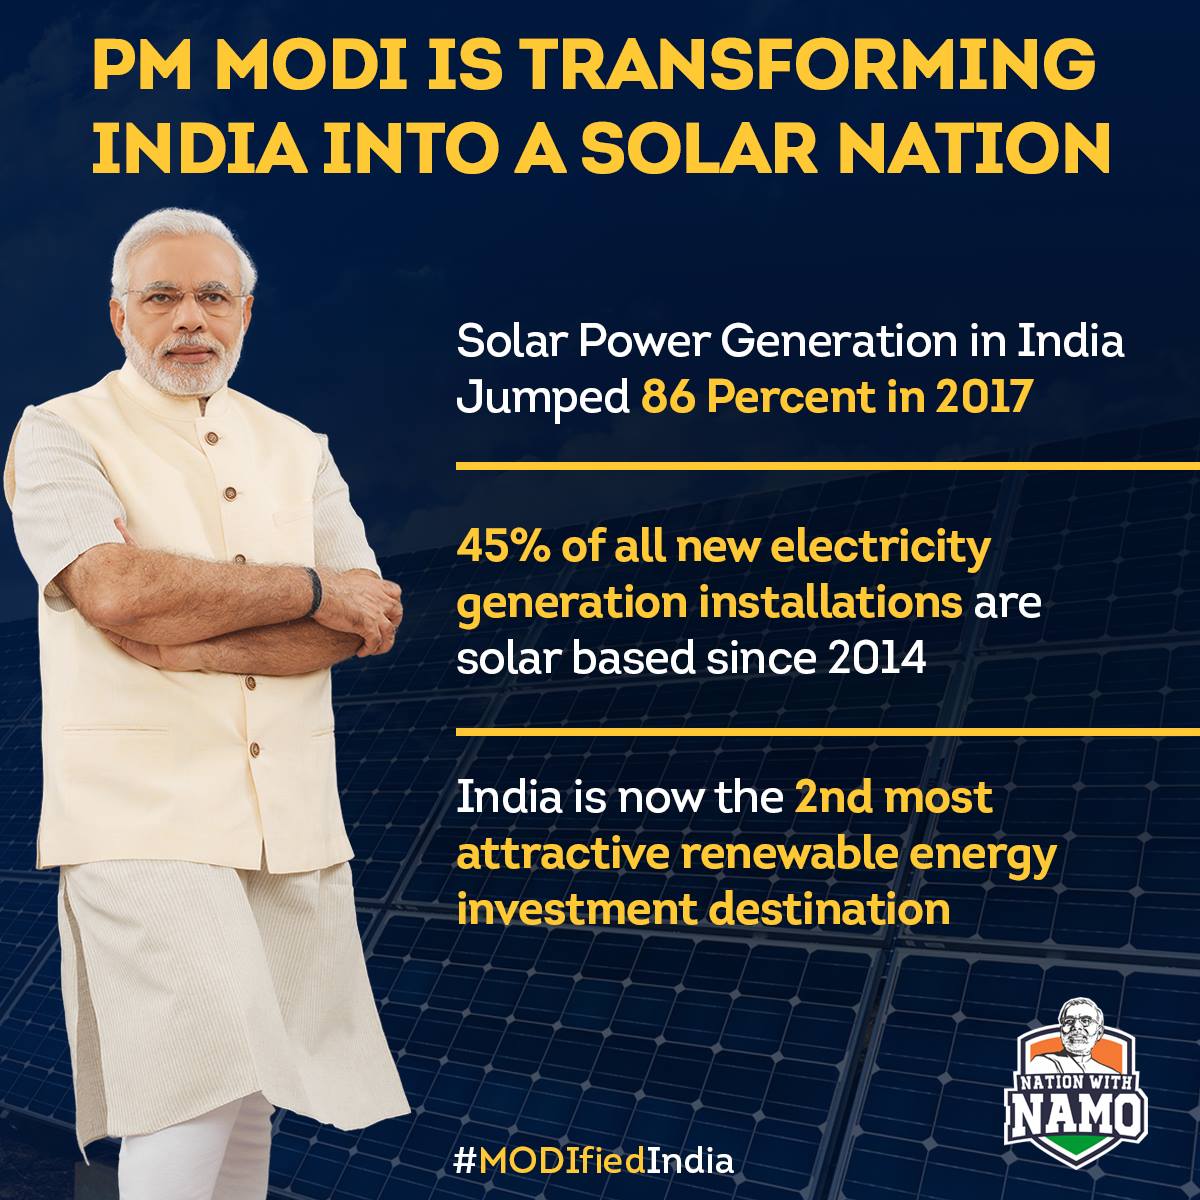 PM MODI IS TRANSFORMING
INDIA INTO A SOLAR NATION
Solar Power Generation in India
Jumped 86 Percent in 2017
45% of all new electricity
generation installations are
solar based since 2014
India is now the 2nd most
attractive renewable energy
investment destination
NATION WITH
NAMO
#MODIfiedIndia